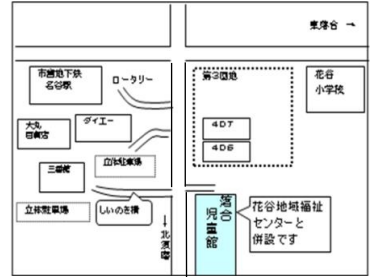 東落合 →
市営地下鉄
名谷駅
ロータリー
第3団地
花谷
小学校
大丸
百貨店
ダイエー
4D7
4D6
三番館
立体駐車場
立体駐車場
しいのき橋
↓
北須磨
落合
児童館
花谷地域福祉
センターと
併設です